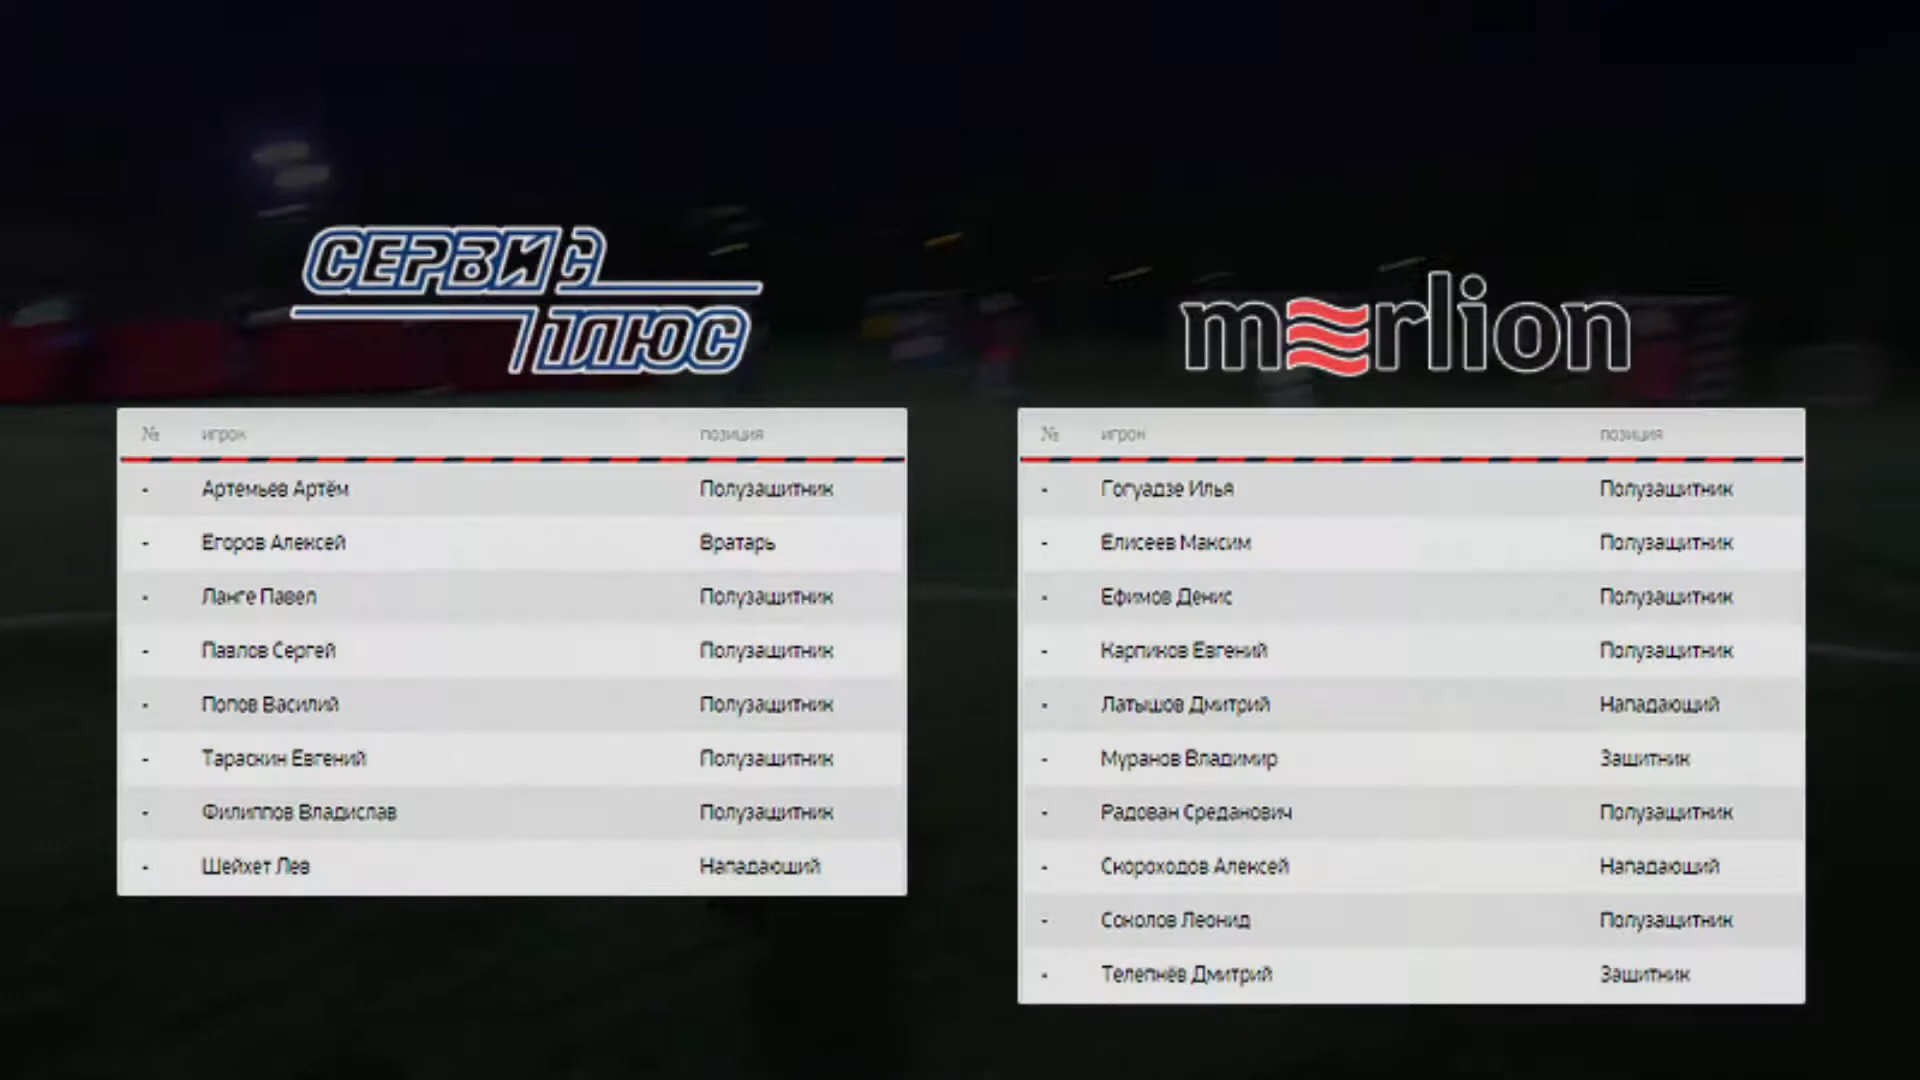 СЕРВИС
ПЛЮС
№ игрок позиция
- Артемьев Артём Полузащитник
- Егоров Алексей Вратарь
- Ланге Павел Полузащитник
- Павлов Сергей Полузащитник
- Попов Василий Полузащитник
- Тараскин Евгений Полузащитник
- Филиппов Владислав Полузащитник
- Шейхет Лев Нападающий
merlion
№ игрок позиция
- Гогуадзе Илья Полузащитник
- Елисеев Максим Полузащитник
- Ефимов Денис Полузащитник
- Карпиков Евгений Полузащитник
- Латышов Дмитрий Нападающий
- Муранов Владимир Защитник
- Радован Среданович Полузащитник
- Скороходов Алексей Нападающий
- Соколов Леонид Полузащитник
- Телепнёв Дмитрий Защитник